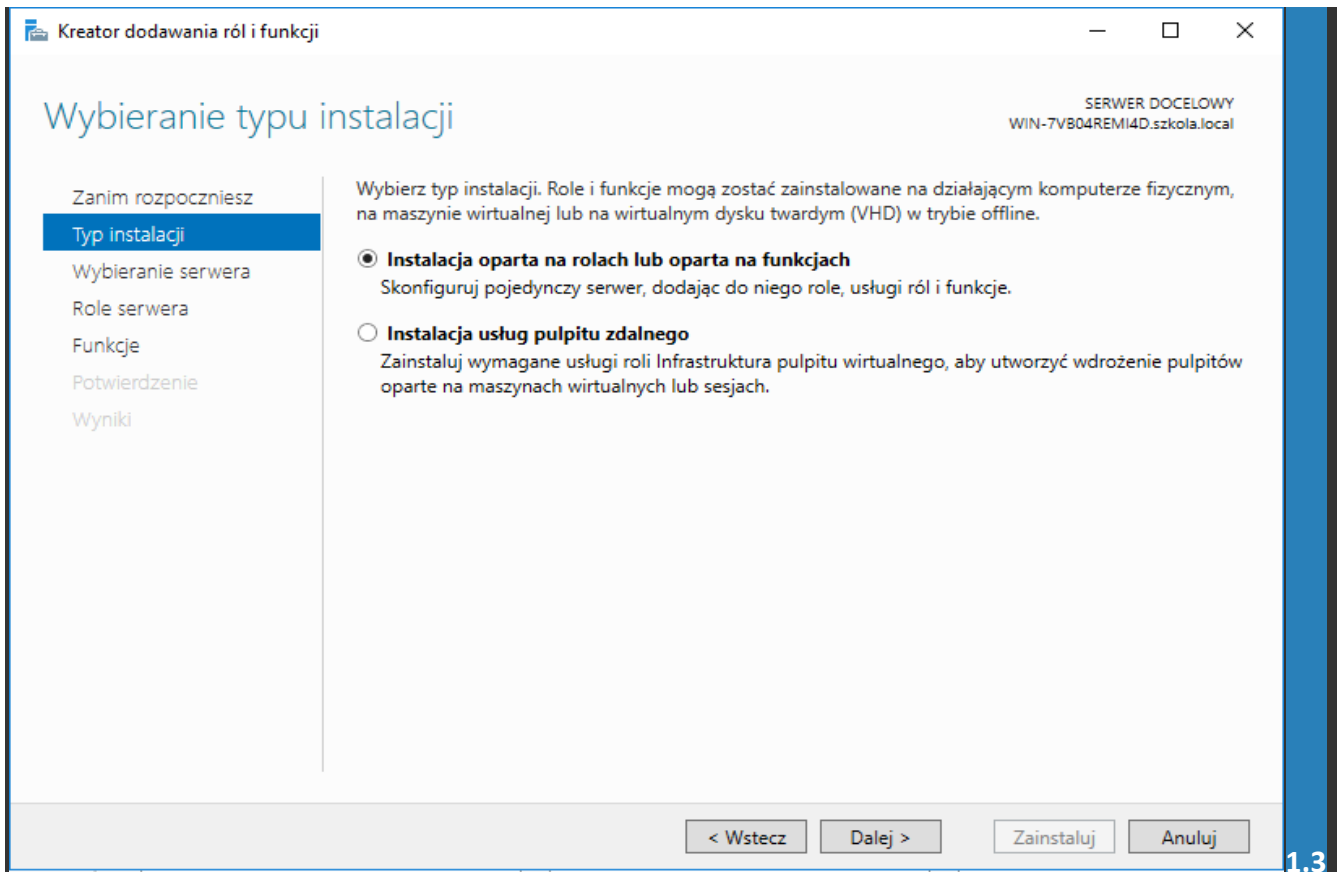 Kreator dodawania ról i funkcji
Wybieranie typu instalacji
SERWER DOCELOWY
WIN-7VB04REMI4D.szkola.local
Zanim rozpoczniesz
Typ instalacji
Wybieranie serwera
Role serwera
Funkcje
Potwierdzenie
Wyniki
Wybierz typ instalacji. Role i funkcje mogą zostać zainstalowane na działającym komputerze fizycznym,
na maszynie wirtualnej lub na wirtualnym dysku twardym (VHD) w trybie offline.
Instalacja oparta na rolach lub oparta na funkcjach
Skonfiguruj pojedynczy serwer, dodając do niego role, usługi ról i funkcje.
Instalacja usług pulpitu zdalnego
Zainstaluj wymagane usługi roli Infrastruktura pulpitu wirtualnego, aby utworzyć wdrożenie pulpitów
oparte na maszynach wirtualnych lub sesjach.
< Wstecz
Dalej >
Zainstaluj
Anuluj
1.3